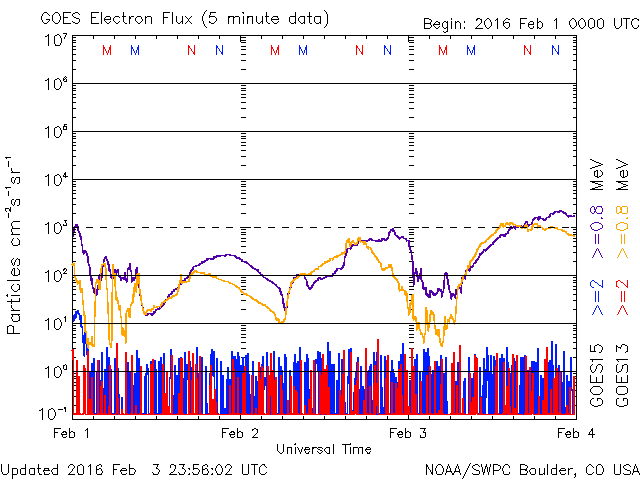 GOES Electron Flux (5 minute data)
Begin: 2016 Feb 1 0000 UTC
M M N N M M N N M M N N
10⁷
10⁶
10⁵
10⁴
10³
10²
10¹
10⁰
10⁻¹
Particles cm⁻²s⁻¹sr⁻¹
GOES15 >=2 >=0.8 MeV
GOES13 >=2 >=0.8 MeV
Feb 1 Feb 2 Feb 3 Feb 4
Universal Time
Updated 2016 Feb 3 23:56:02 UTC
NOAA/SWPC Boulder, CO USA